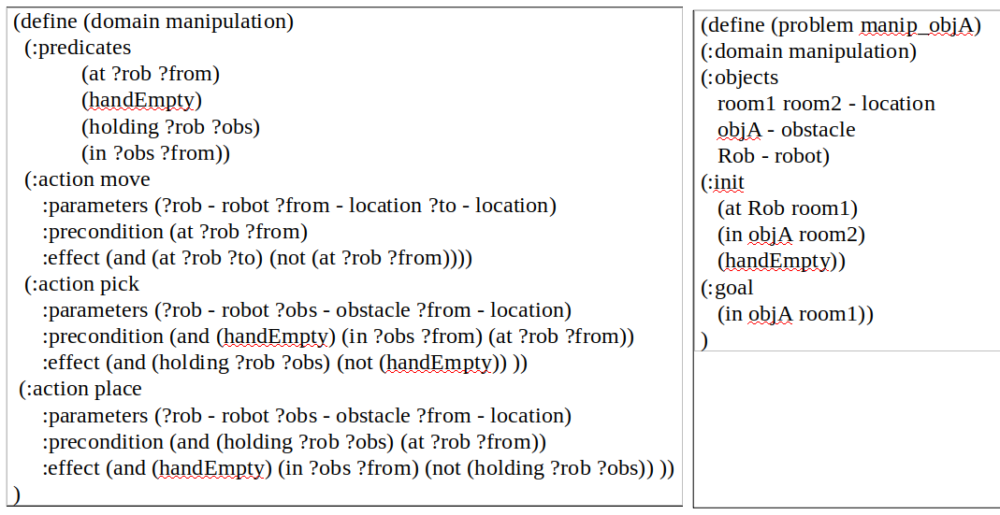 (define (domain manipulation)
(:predicates
(at ?rob ?from)
(handEmpty)
(holding ?rob ?obs)
(in ?obs ?from))
(:action move
:parameters (?rob - robot ?from - location ?to - location)
:precondition (at ?rob ?from)
:effect (and (at ?rob ?to) (not (at ?rob ?from))))
(:action pick
:parameters (?rob - robot ?obs - obstacle ?from - location)
:precondition (and (handEmpty) (in ?obs ?from) (at ?rob ?from))
:effect (and (holding ?rob ?obs) (not (handEmpty)) ))
(:action place
:parameters (?rob - robot ?obs - obstacle ?from - location)
:precondition (and (holding ?rob ?obs) (at ?rob ?from))
:effect (and (handEmpty) (in ?obs ?from) (not (holding ?rob ?obs)) ))
)
(define (problem manip_objA)
(:domain manipulation)
(:objects
room1 room2 - location
objA - obstacle
Rob - robot)
(:init
(at Rob room1)
(in objA room2)
(handEmpty))
(:goal
(in objA room1))
)